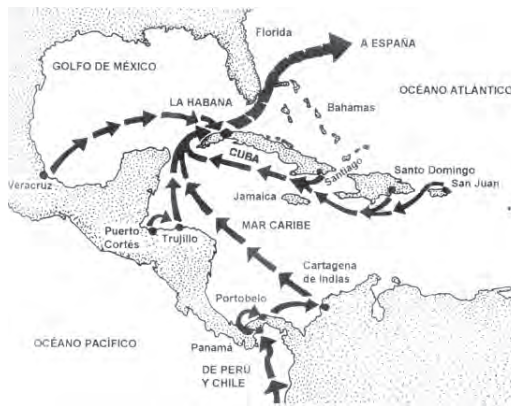 Florida
A ESPAÑA
GOLFO DE MÉXICO
OCÉANO ATLÁNTICO
LA HABANA
Bahamas
CUBA
Santiago
Santo Domingo
San Juan
Veracruz
Jamaica
MAR CARIBE
Puerto
Cortés
Trujillo
Cartagena
de Indias
Portobelo
OCÉANO PACÍFICO
Panamá
DE PERÚ
Y CHILE